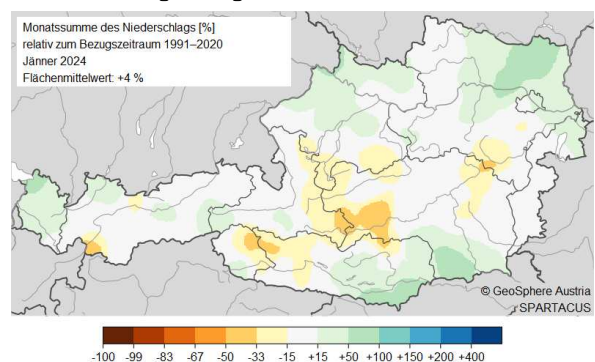 Monatssumme des Niederschlags [%]
relativ zum Bezugszeitraum 1991–2020
Jänner 2024
Flächenmittelwert: +4 %
© GeoSphere Austria
SPARTACUS
-100 -99 -83 -67 -50 -33 -15 +15 +50 +100 +150 +200 +400